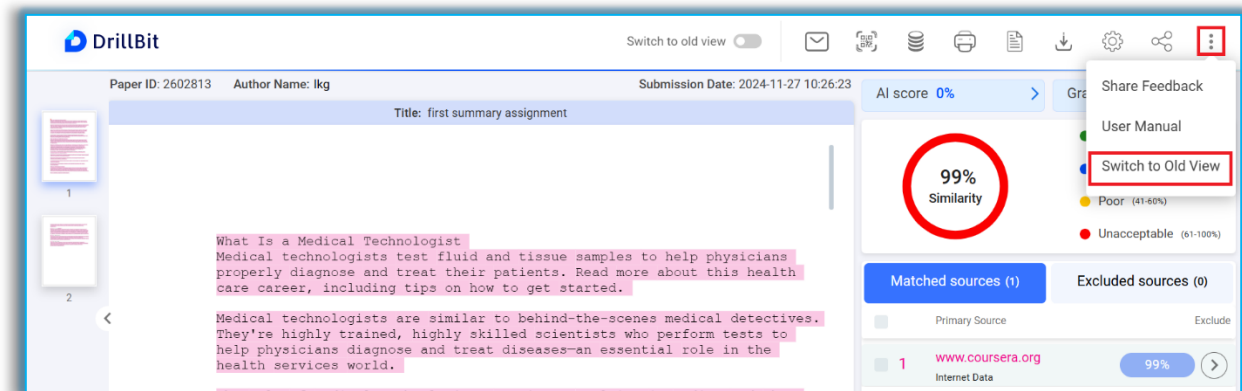 DrillBit
Switch to old view
Paper ID: 2602813 Author Name: lkg Submission Date: 2024-11-27 10:26:23
Title: first summary assignment
1
2
What Is a Medical Technologist
Medical technologists test fluid and tissue samples to help physicians
properly diagnose and treat their patients. Read more about this health
care career, including tips on how to get started.
Medical technologists are similar to behind-the-scenes medical detectives.
They're highly trained, highly skilled scientists who perform tests to
help physicians diagnose and treat diseases—an essential role in the
health services world.
AI score 0%
Share Feedback
User Manual
Switch to Old View
99%
Similarity
Poor (41-60%)
Unacceptable (61-100%)
Matched sources (1) Excluded sources (0)
Primary Source Exclude
1 www.coursera.org 99%
Internet Data